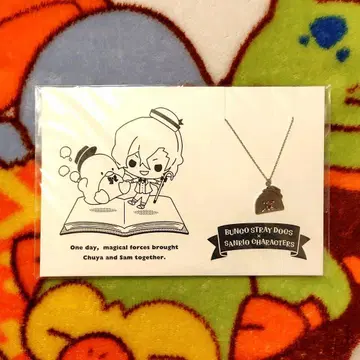 One day, magical forces brought
Chuya and Sam together.
BUNGO STRAY DOGS
×
SANRIO CHARACTERS